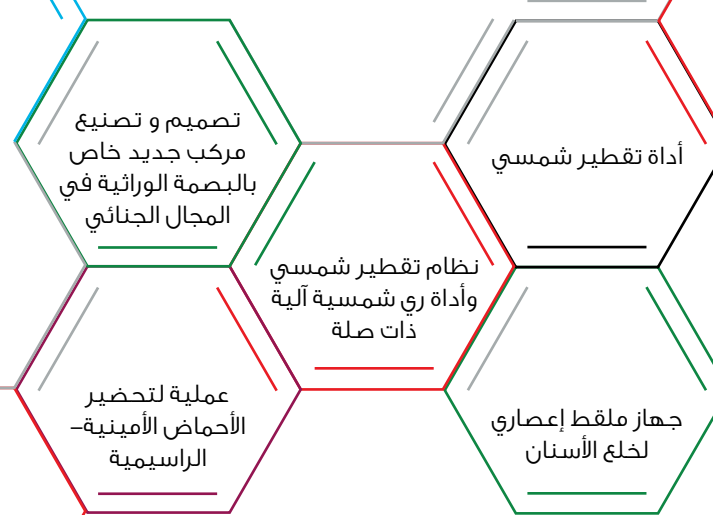 أداة تقطير شمسي
تصميم و تصنيع
مركب جديد خاص
بالبصمة الوراثية في
المجال الجنائي
نظام تقطير شمسي
وأداة ري شمسية آلية
ذات صلة
جهاز ملقط إعصاري
لخلع الأسنان
عملية لتحضير
الأحماض الأمينية–
الراسيمية